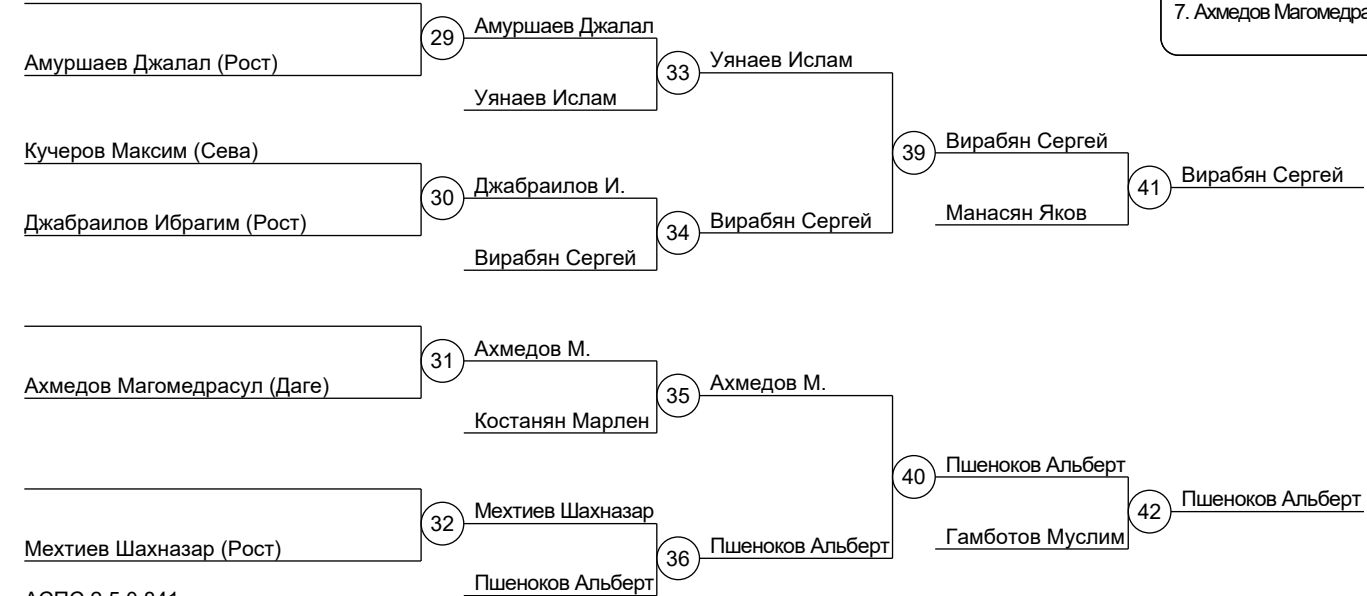 7. Ахмедов Магомедра
29
Амуршаев Джалал
Амуршаев Джалал (Рост)
33
Уянаев Ислам
Уянаев Ислам
Кучеров Максим (Сева)
39
Вирабян Сергей
30
Джабраилов И.
41
Вирабян Сергей
Джабраилов Ибрагим (Рост)
34
Вирабян Сергей
Манасян Яков
Вирабян Сергей
31
Ахмедов М.
Ахмедов Магомедрасул (Даге)
35
Ахмедов М.
Костанян Марлен
40
Пшеноков Альберт
32
Мехтиев Шахназар
42
Пшеноков Альберт
Мехтиев Шахназар (Рост)
36
Пшеноков Альберт
Гамботов Муслим
Пшеноков Альберт